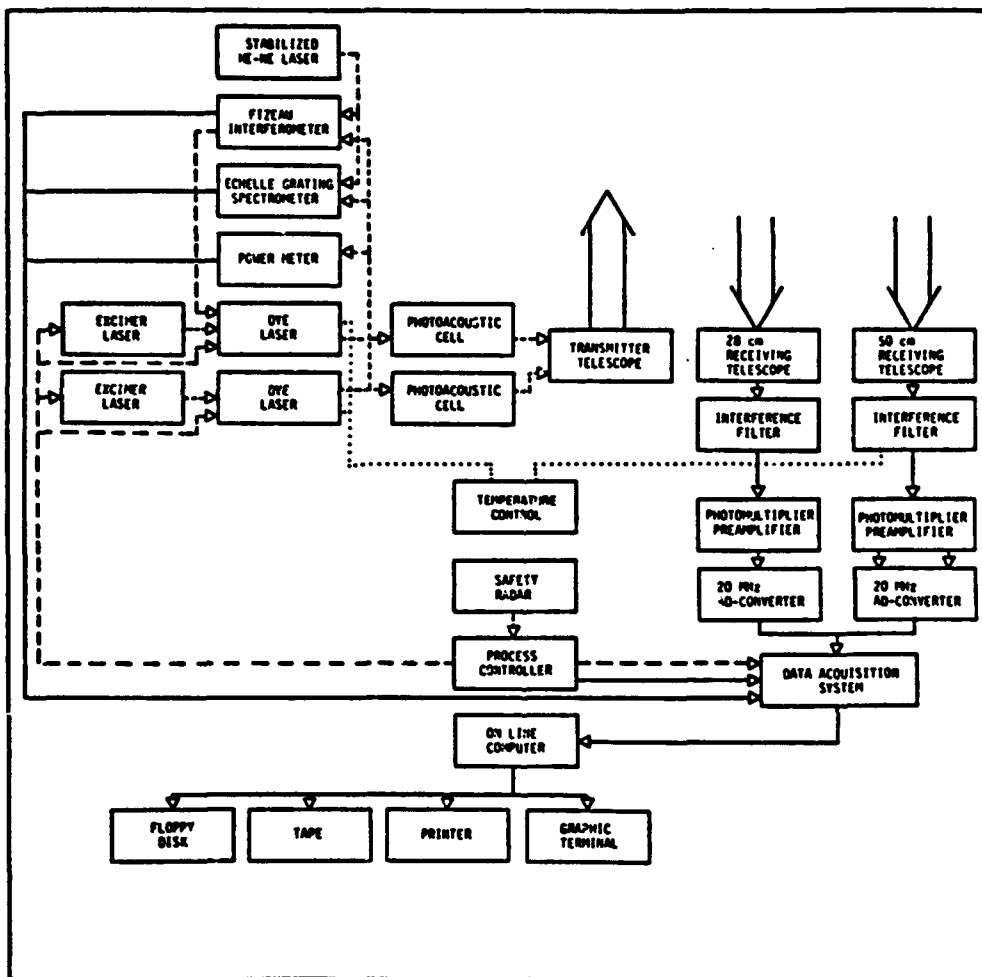 STABILIZED
HE-NE LASER
FIZEAU
INTERFEROMETER
ECHELLE GRATING
SPECTROMETER
POWER METER
EXCIMER
LASER
DYE
LASER
PHOTOACOUSTIC
CELL
TRANSMITTER
TELESCOPE
28 cm
RECEIVING
TELESCOPE
50 cm
RECEIVING
TELESCOPE
EXCIMER
LASER
DYE
LASER
PHOTOACOUSTIC
CELL
INTERFERENCE
FILTER
INTERFERENCE
FILTER
TEMPERATURE
CONTROL
PHOTOMULTIPLIER
PREAMPLIFIER
PHOTOMULTIPLIER
PREAMPLIFIER
SAFETY
RADAR
20 MHz
AD-CONVERTER
20 MHz
AD-CONVERTER
PROCESS
CONTROLLER
DATA ACQUISITION
SYSTEM
ON LINE
COMPUTER
FLOPPY
DISK
TAPE
PRINTER
GRAPHIC
TERMINAL